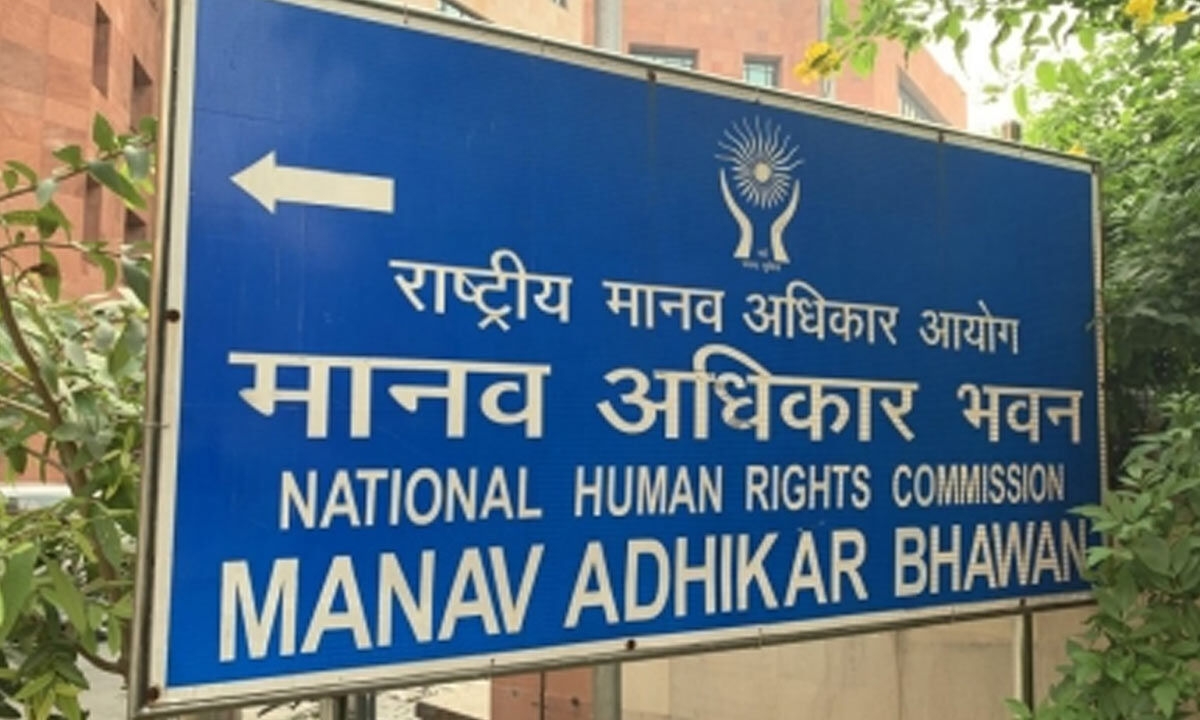 राष्ट्रीय मानव अधिकार आयोग
मानव अधिकार भवन
NATIONAL HUMAN RIGHTS COMMISSION
MANAV ADHIKAR BHAWAN